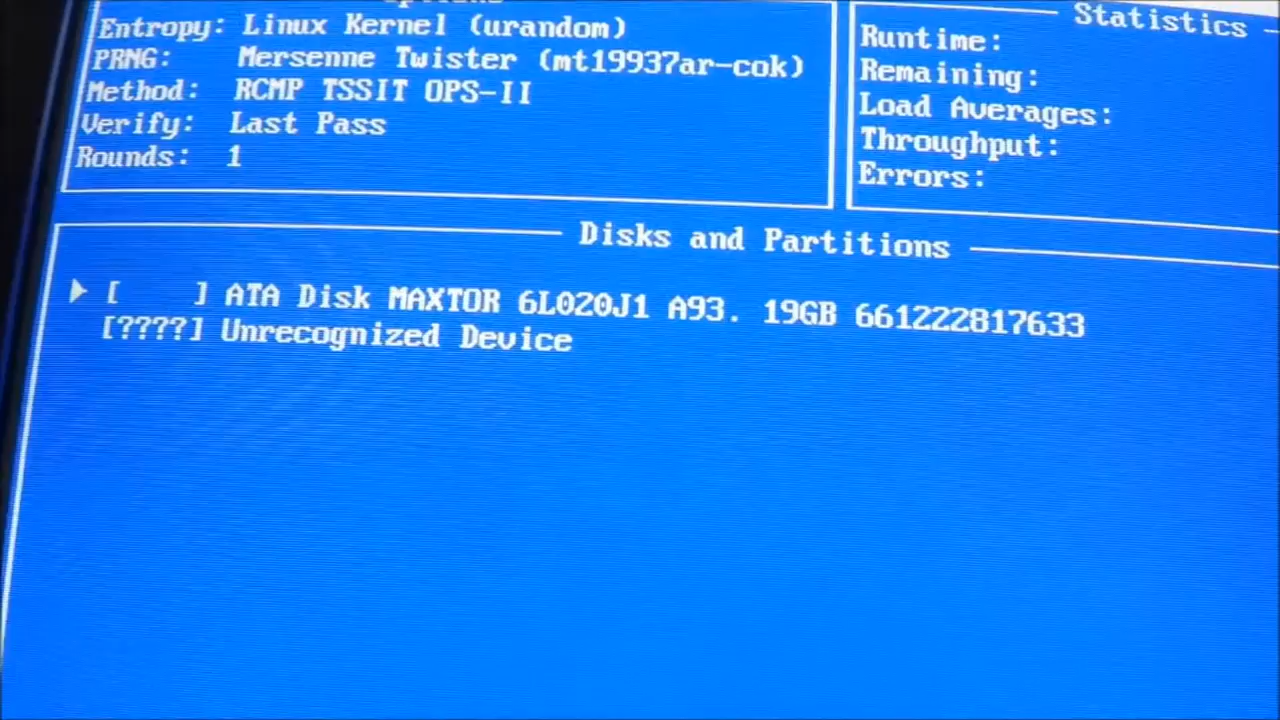 Options
Statistics
Entropy: Linux Kernel (urandom)
PRNG: Mersenne Twister (mt19937ar-cok)
Method: RCMP TSSIT OPS-II
Verify: Last Pass
Rounds: 1
Runtime:
Remaining:
Load Averages:
Throughput:
Errors:
Disks and Partitions
[    ] ATA Disk MAXTOR 6L020J1 A93. 19GB 661222817633
[????] Unrecognized Device